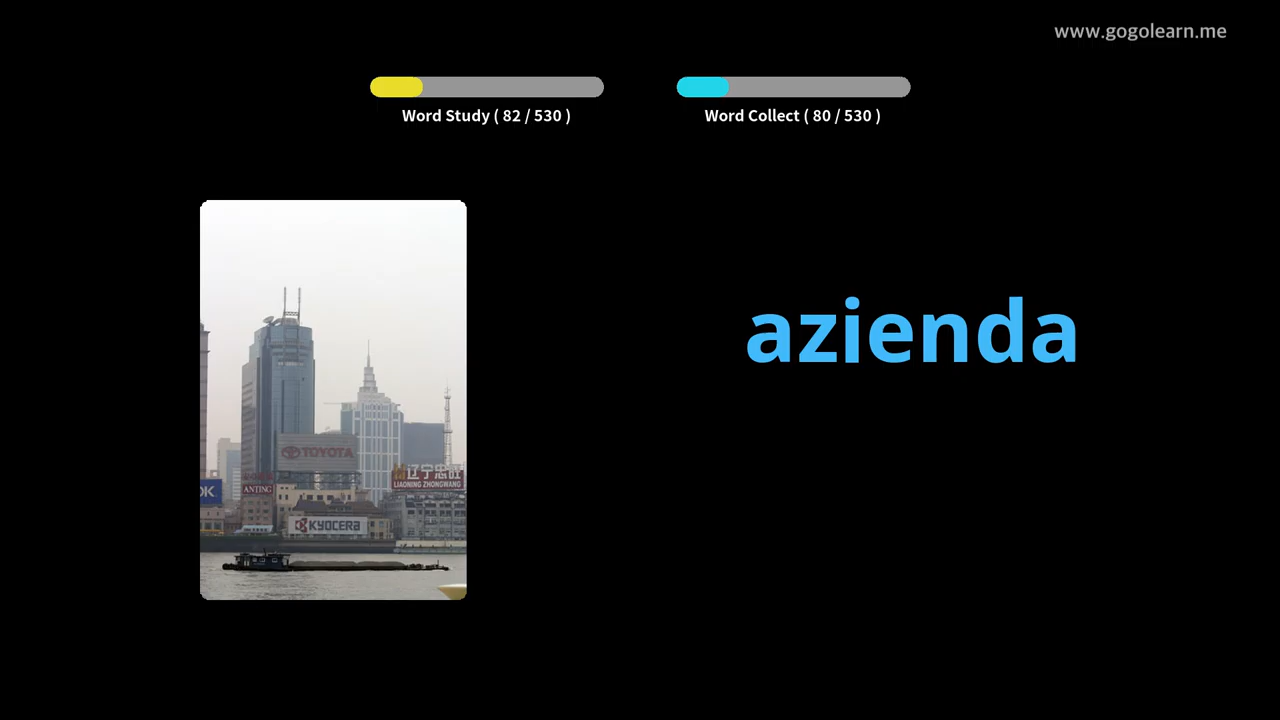 www.gogolearn.me
Word Study ( 82 / 530 )
Word Collect ( 80 / 530 )
azienda
TOYOTA
辽宁忠旺
LIAONING ZHONGWANG
ANTING
OK
KYOCERA